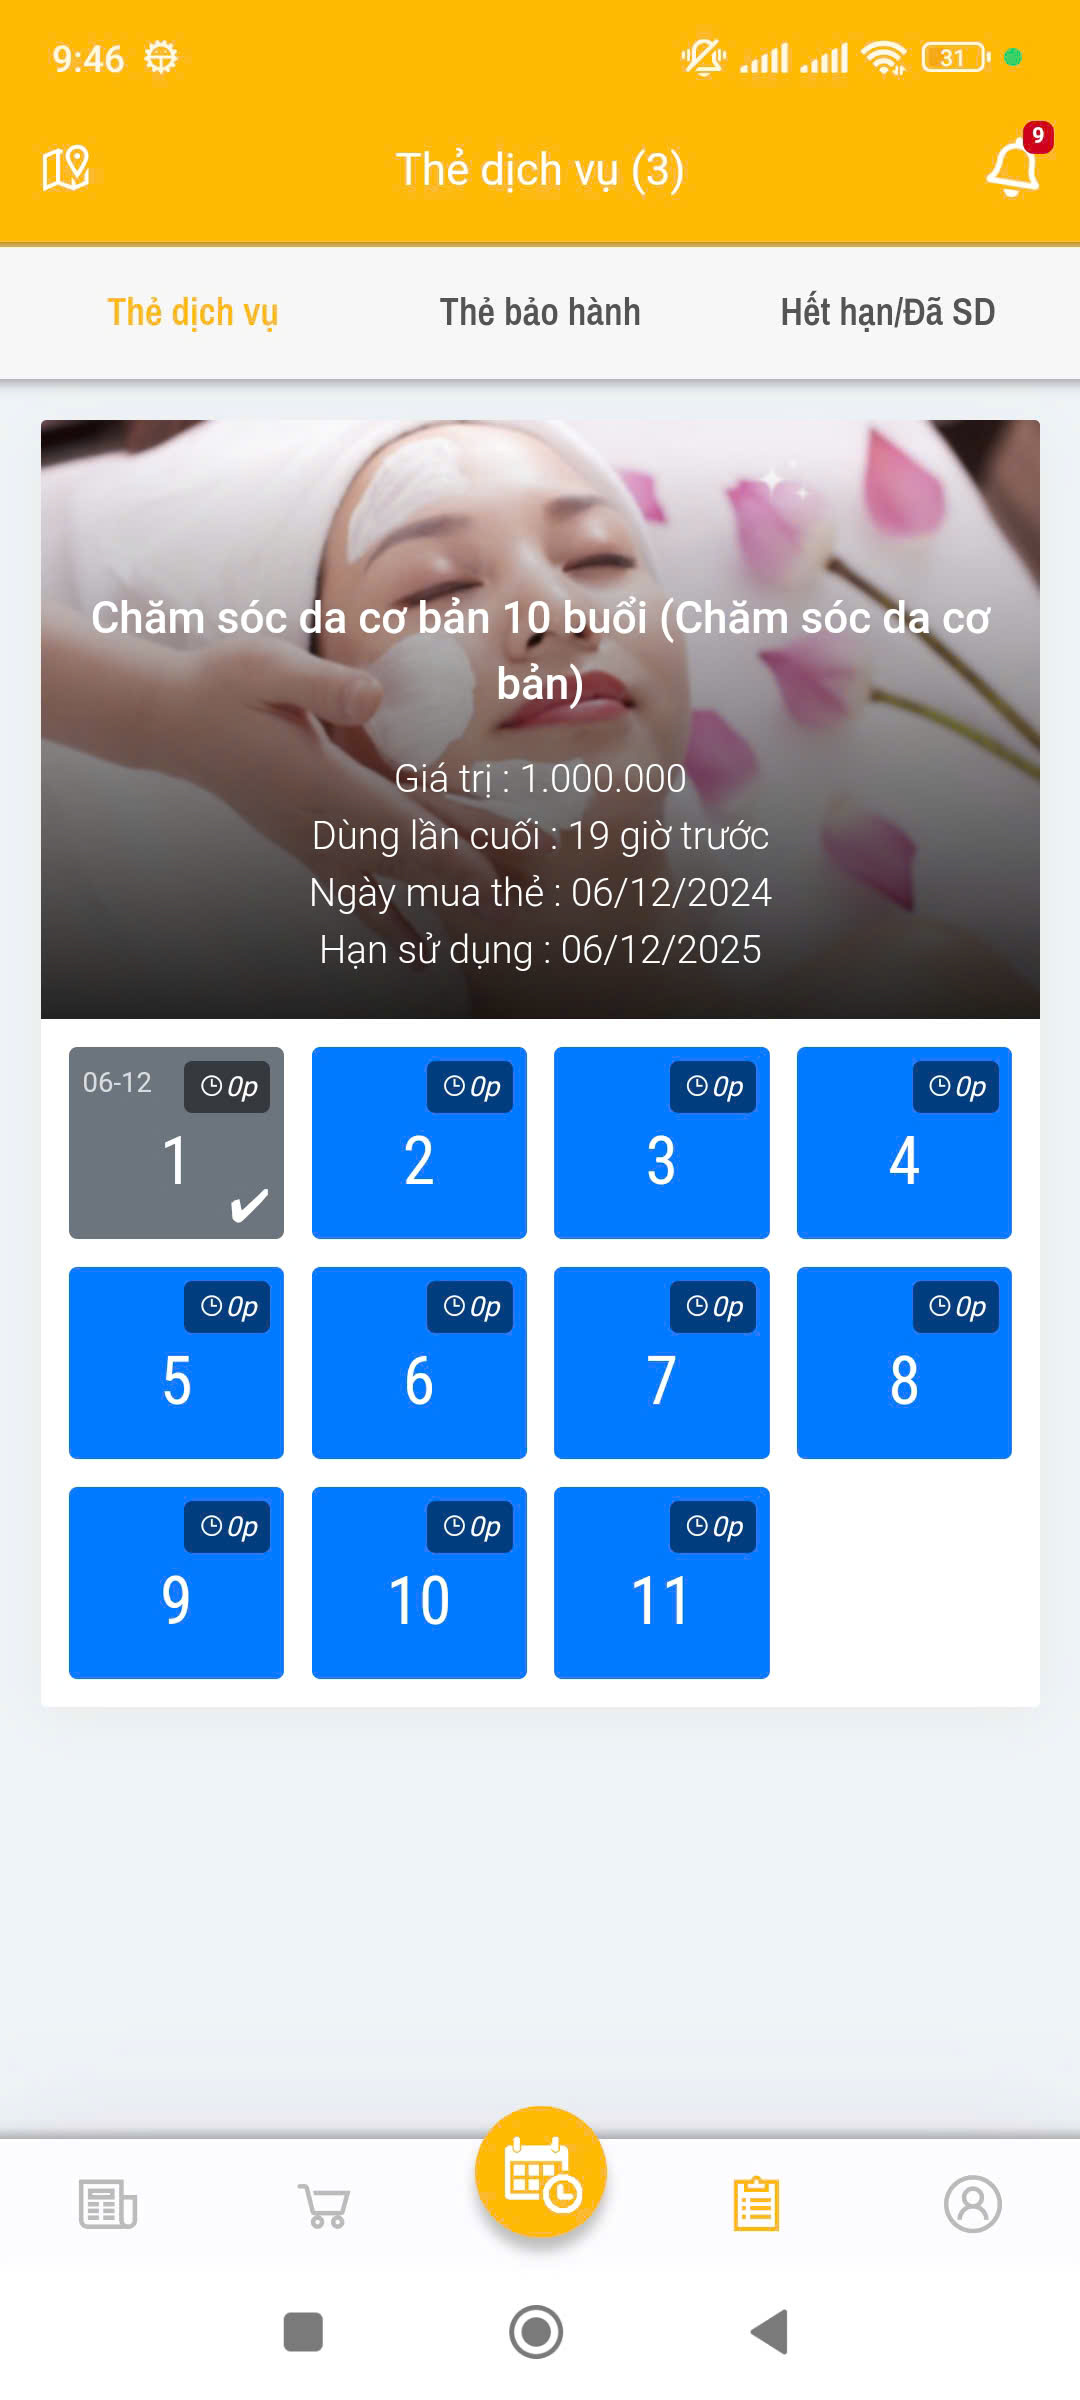 9:46
31
Thẻ dịch vụ (3)
9
Thẻ dịch vụ
Thẻ bảo hành
Hết hạn/Đã SD
Chăm sóc da cơ bản 10 buổi (Chăm sóc da cơ
bản)
Giá trị : 1.000.000
Dùng lần cuối : 19 giờ trước
Ngày mua thẻ : 06/12/2024
Hạn sử dụng : 06/12/2025
06-12
0p
1
0p
2
0p
3
0p
4
0p
5
0p
6
0p
7
0p
8
0p
9
0p
10
0p
11